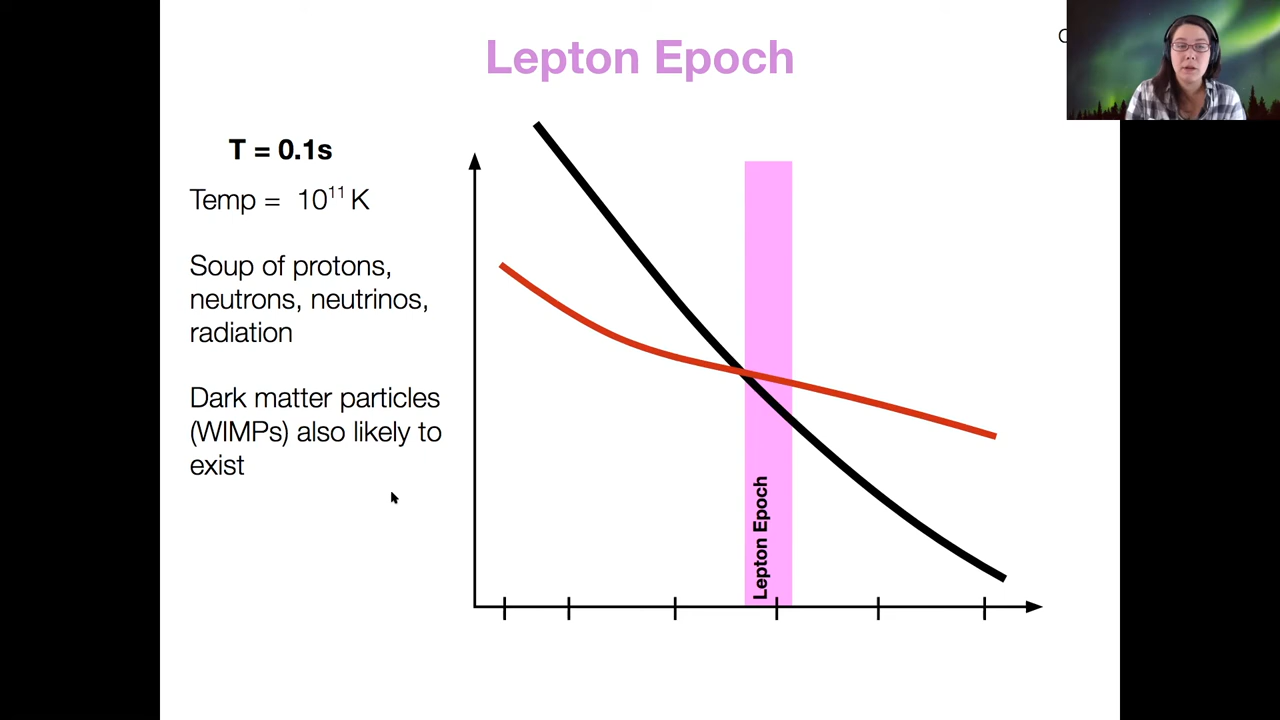 Lepton Epoch
T = 0.1s
Temp = 10¹¹ K
Soup of protons,
neutrons, neutrinos,
radiation
Dark matter particles
(WIMPs) also likely to
exist
Lepton Epoch